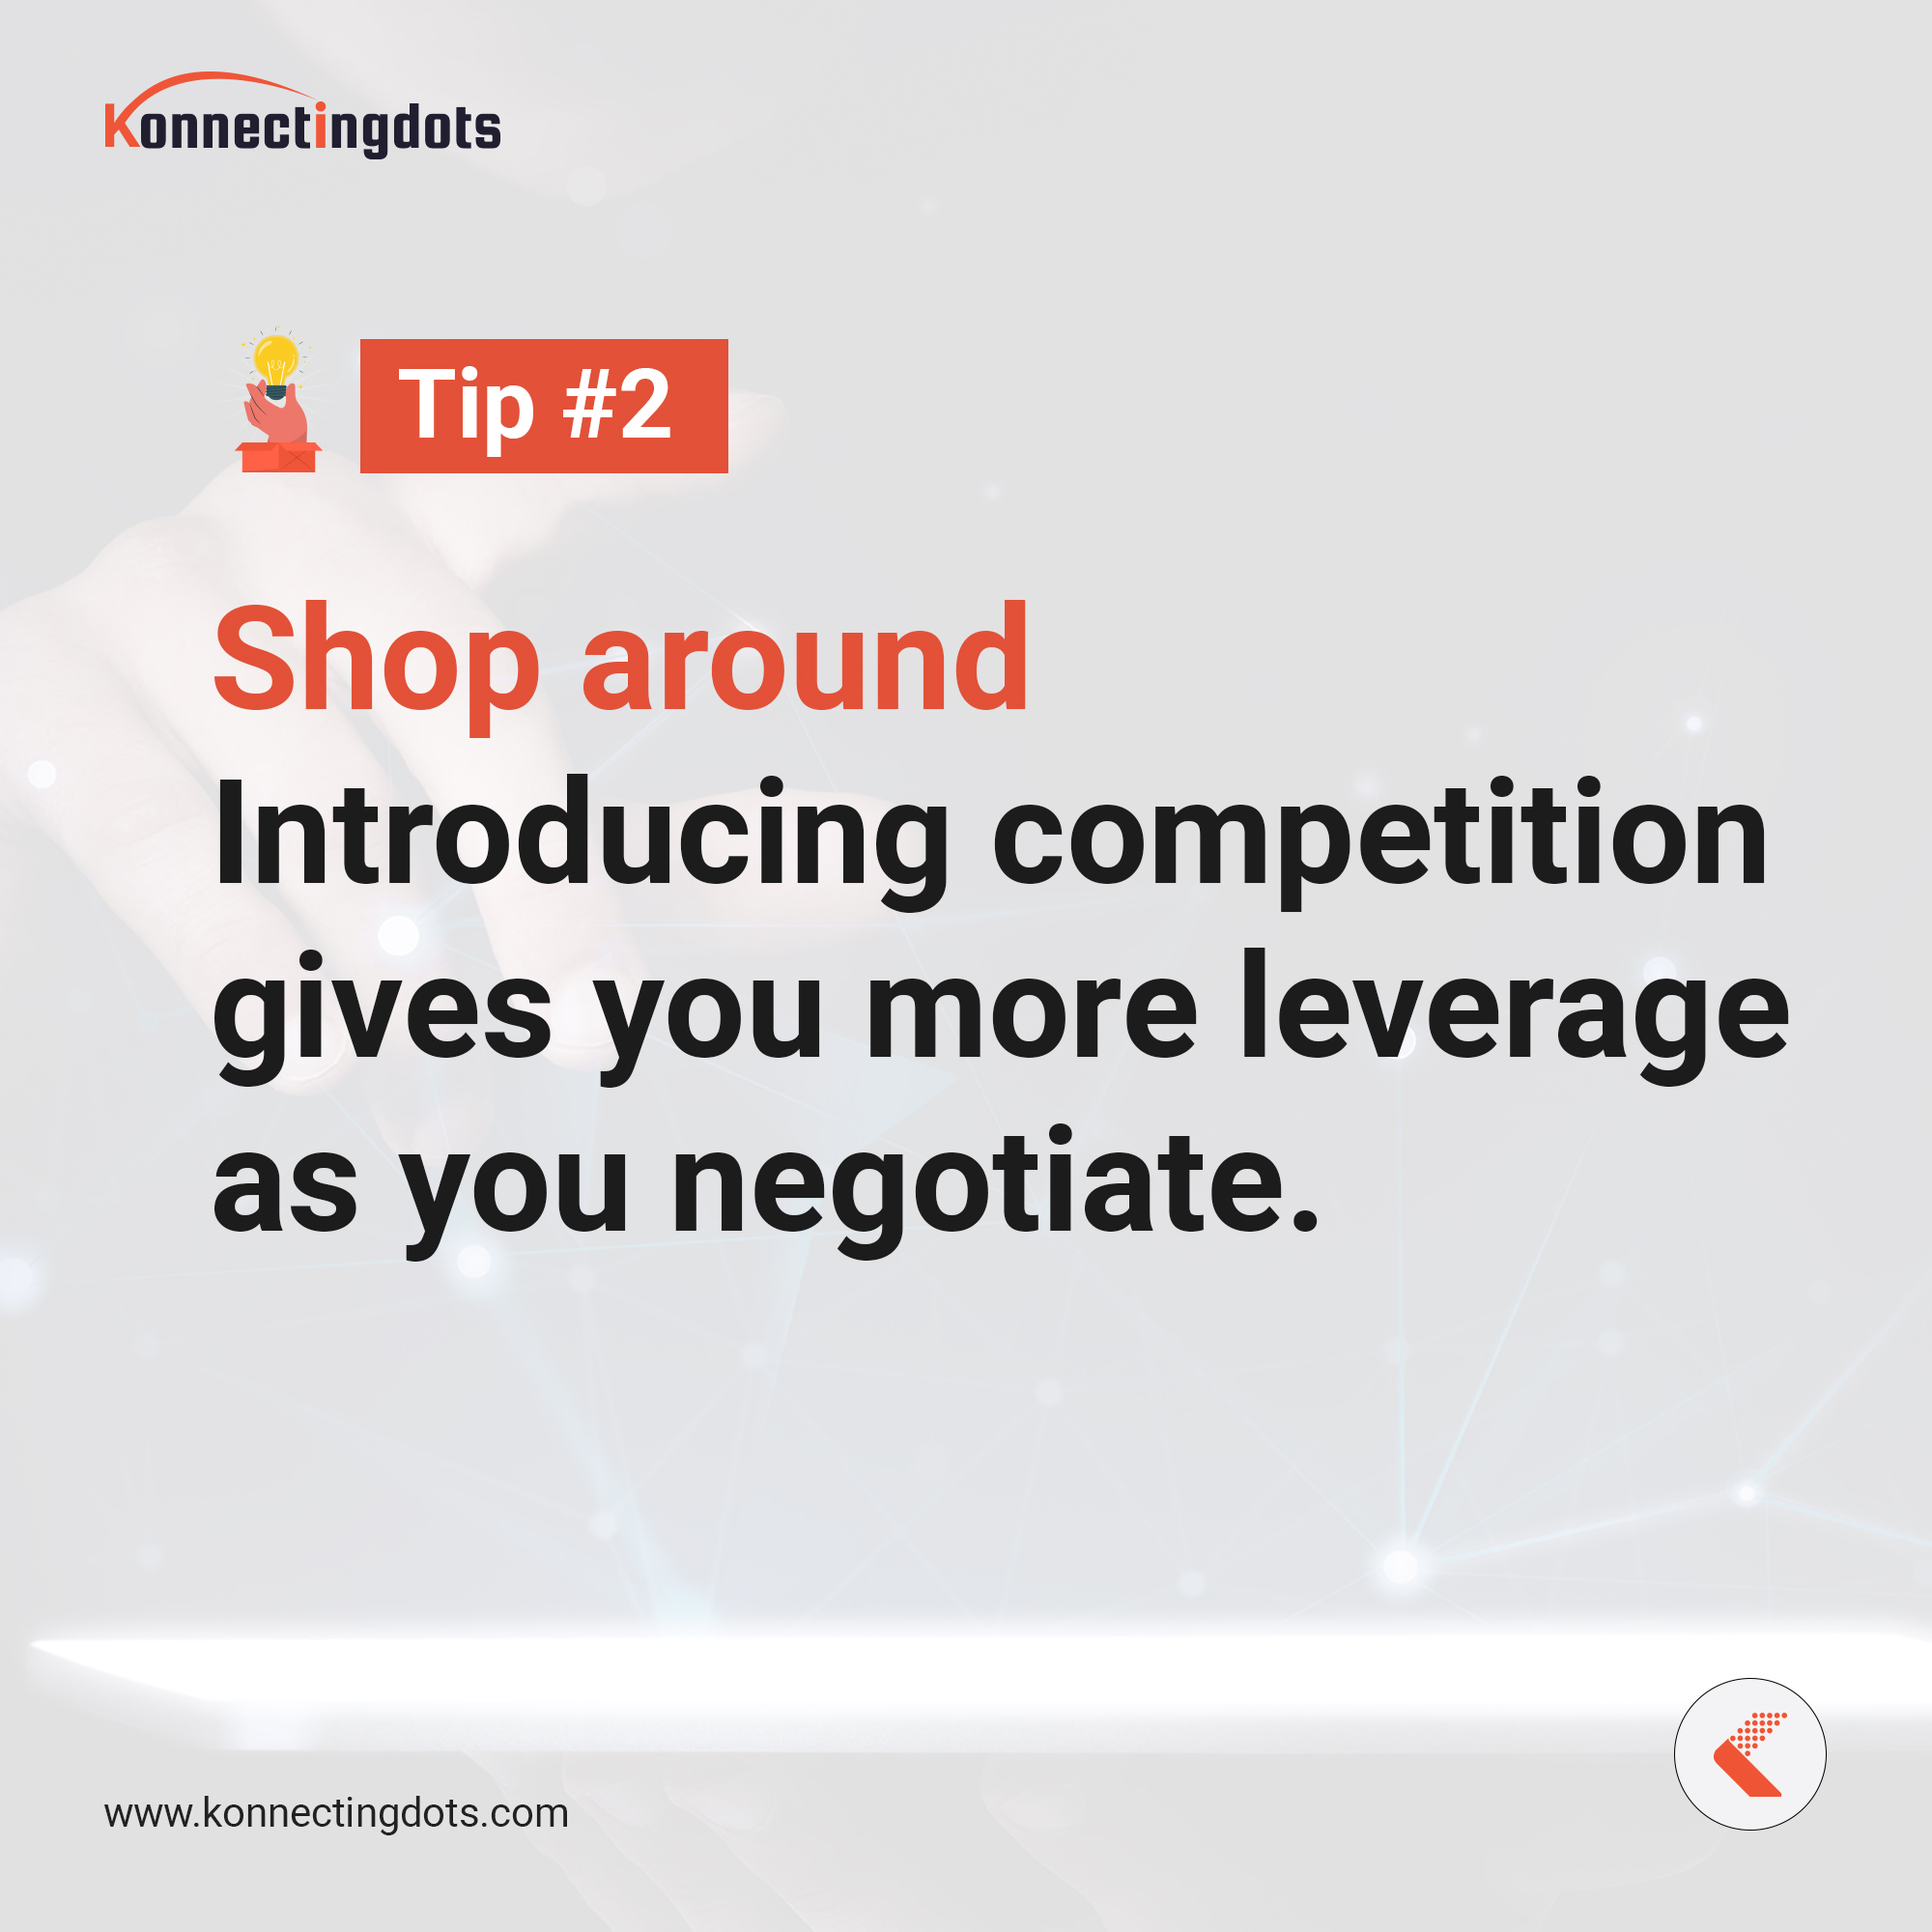 Konnectingdots
Tip #2
Shop around
Introducing competition
gives you more leverage
as you negotiate.
www.konnectingdots.com